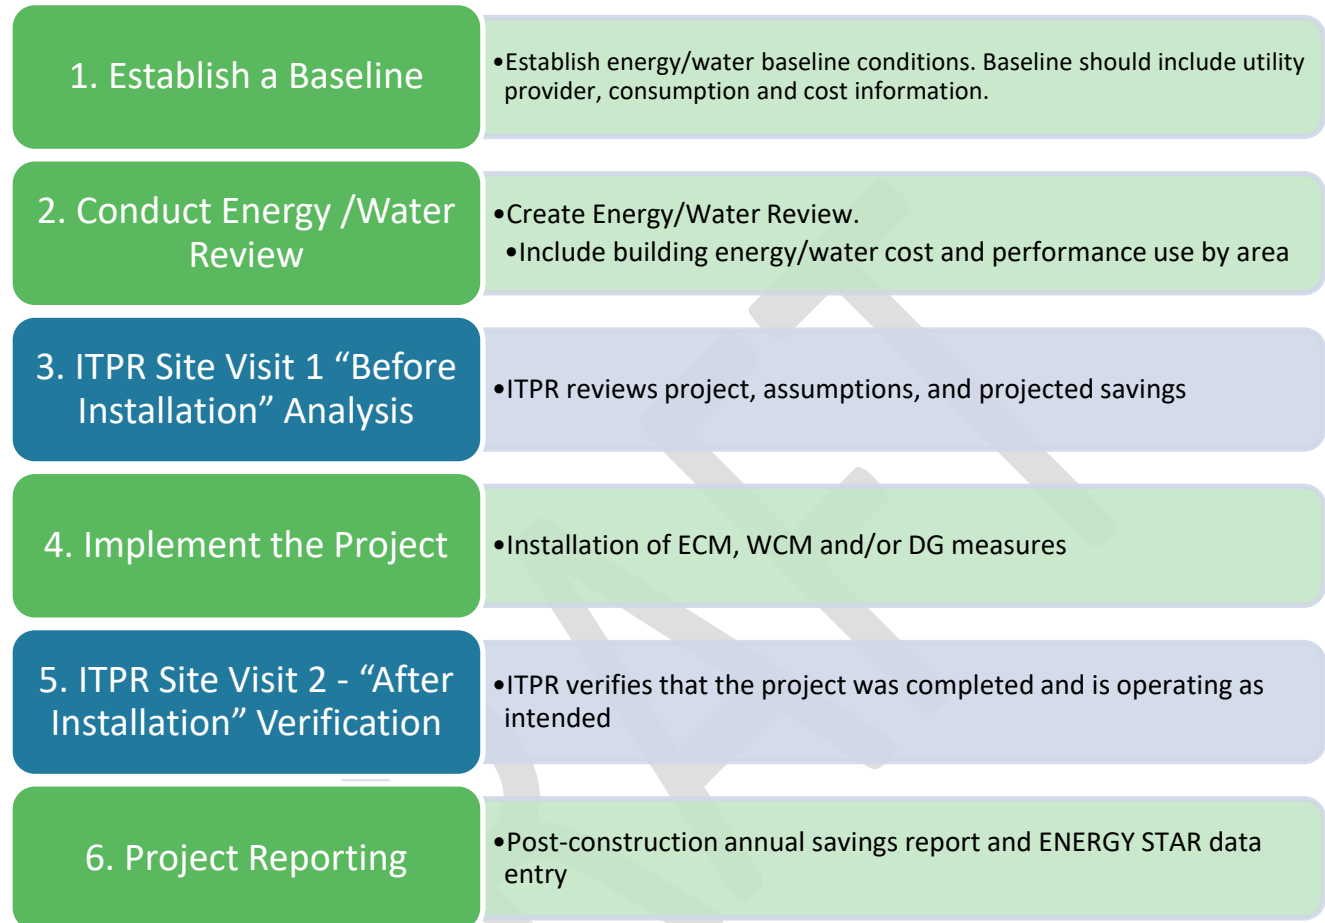 1. Establish a Baseline
•Establish energy/water baseline conditions. Baseline should include utility
provider, consumption and cost information.
2. Conduct Energy /Water
Review
•Create Energy/Water Review.
•Include building energy/water cost and performance use by area
3. ITPR Site Visit 1 “Before
Installation” Analysis
•ITPR reviews project, assumptions, and projected savings
4. Implement the Project
•Installation of ECM, WCM and/or DG measures
5. ITPR Site Visit 2 - “After
Installation” Verification
•ITPR verifies that the project was completed and is operating as
intended
6. Project Reporting
•Post-construction annual savings report and ENERGY STAR data
entry
DRAFT